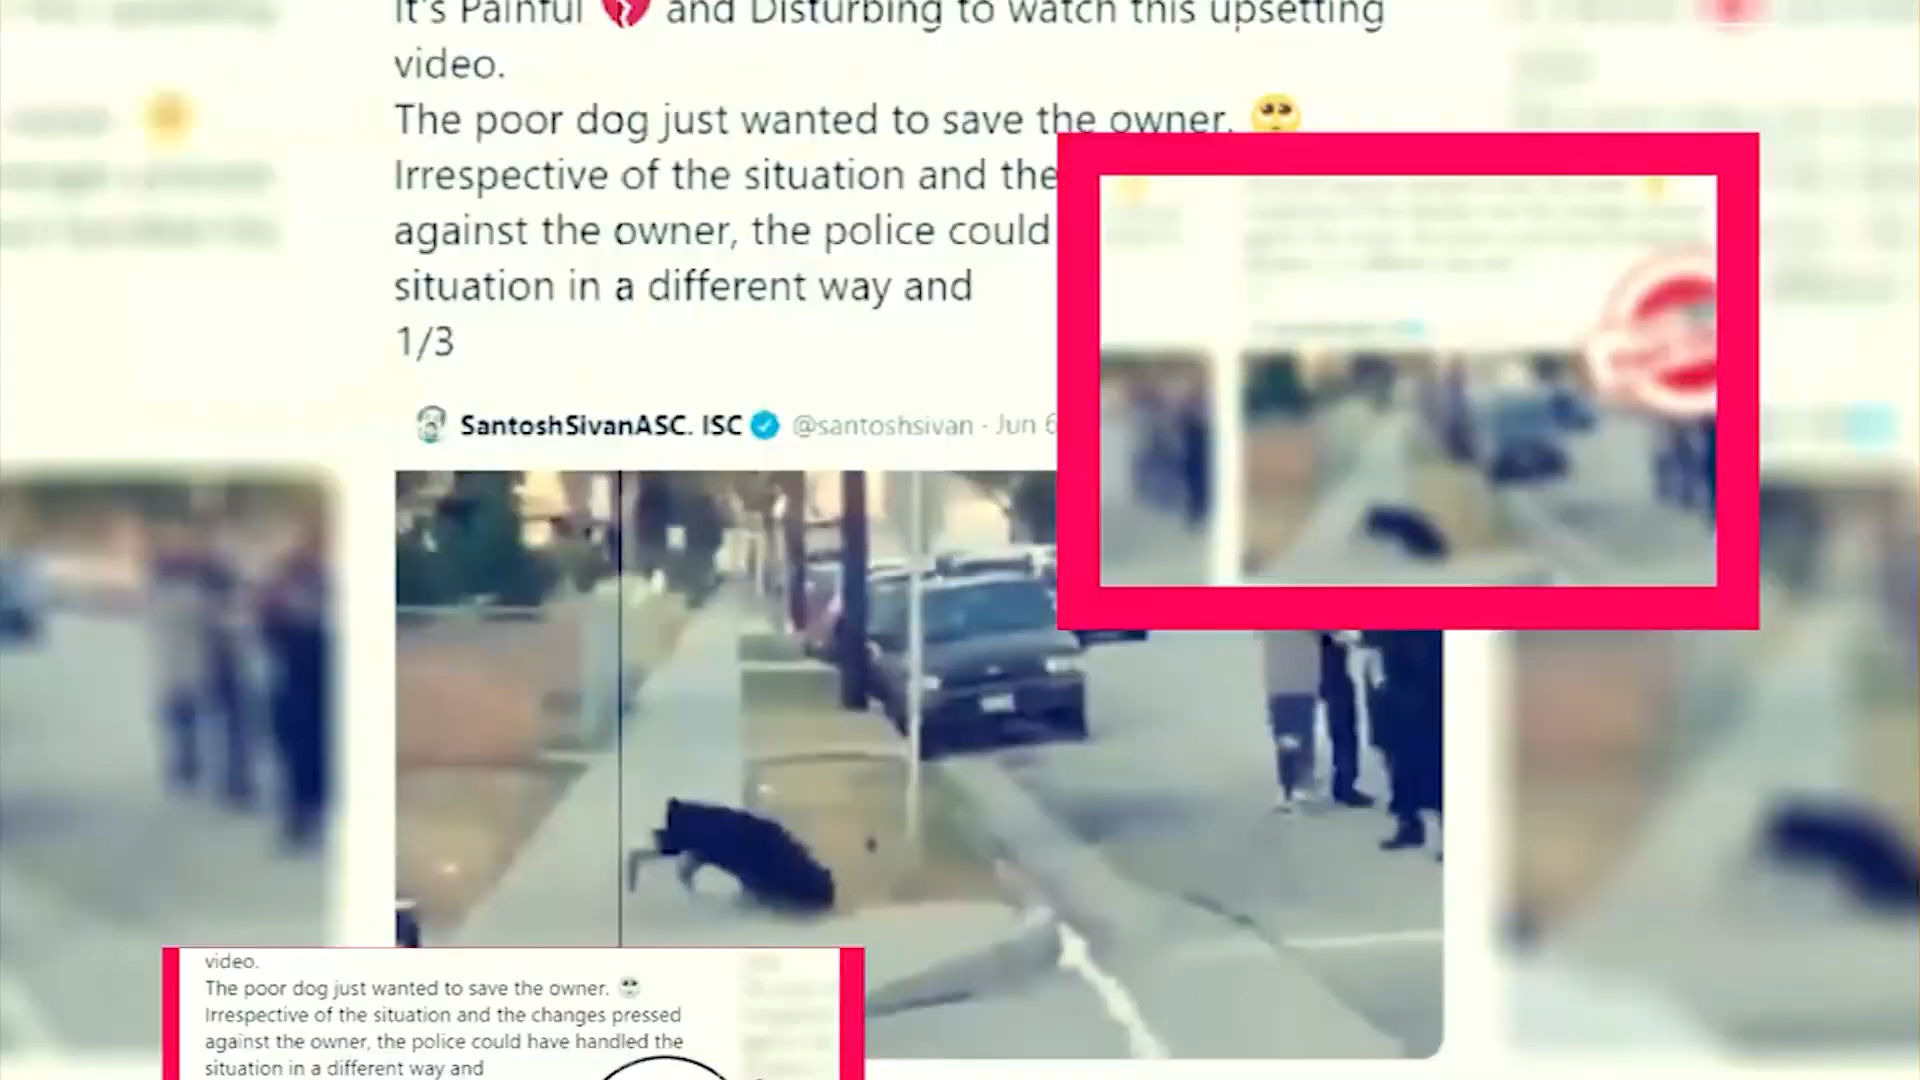 It's Painful 💔 and Disturbing to watch this upsetting
video.
The poor dog just wanted to save the owner. 🥺
Irrespective of the situation and the
against the owner, the police could
situation in a different way and
1/3
SantoshSivanASC. ISC @santoshsivan · Jun 6
video.
The poor dog just wanted to save the owner. 🥺
Irrespective of the situation and the changes pressed
against the owner, the police could have handled the
situation in a different way and